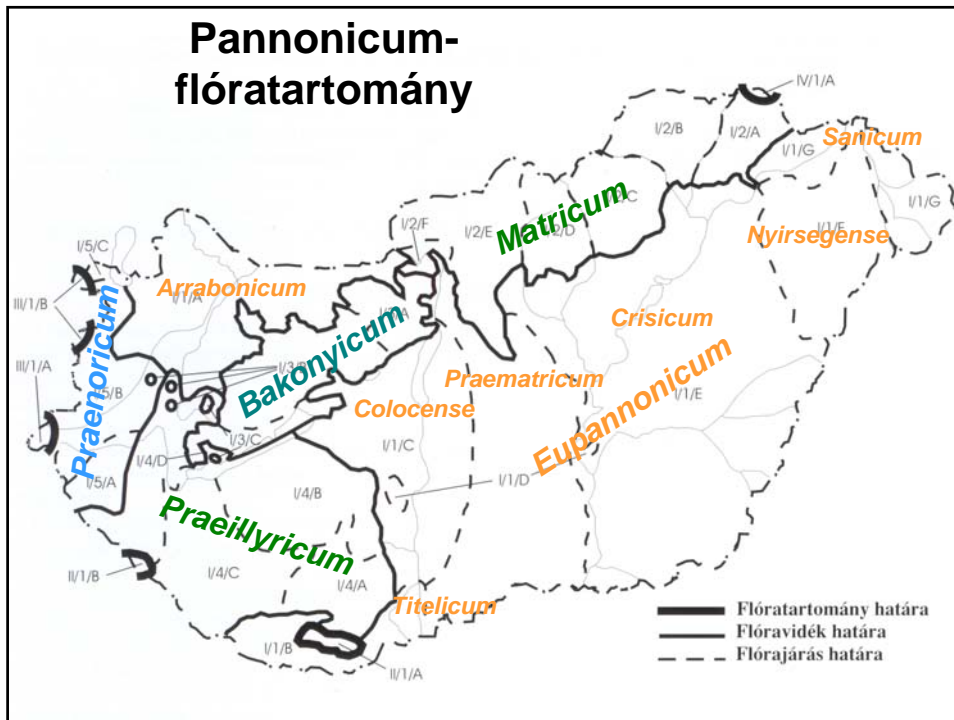 Pannonicum-
flóratartomány
IV/1/A
I/2/B
I/2/A
Sanicum
I/1/G
I/2/F
Matricum
I/2/C
I/1/G
I/5/C
I/2/E
I/2/D
Nyirsegense
Arrabonicum
I/1/A
III/1/B
Crisicum
Praenoricum
Bakonyicum
III/1/A
I/5/B
Praematricum
Eupannonicum
Colocense
I/1/E
I/3/C
I/1/C
I/4/D
I/5/A
I/4/B
I/1/D
Praeillyricum
II/1/B
I/4/C
I/4/A
Titelicum
Flóratartomány határa
I/1/B
Flóravidék határa
II/1/A
Flórajárás határa